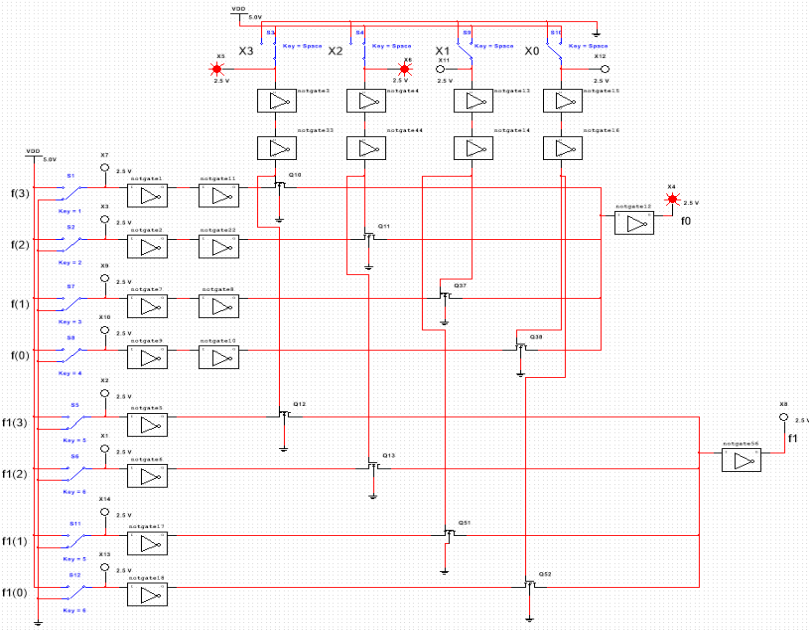 VDD
5.0V
S3 Key = Space
S4 Key = Space
S9 Key = Space
S10 Key = Space
X3 X2 X1 X0
X5 X6 X11 X12
2.5 V 2.5 V 2.5 V 2.5 V
notgate3 notgate4 notgate13 notgate15
notgate33 notgate44 notgate14 notgate16
VDD
5.0V
X7
2.5 V
f(3) S1 notgate1 notgate11 Q10
Key = 1
X4
2.5 V
notgate12
f0
X3
2.5 V
f(2) S2 notgate2 notgate22 Q11
Key = 2
X9
2.5 V
f(1) S7 notgate7 notgate8 Q37
Key = 3
X10
2.5 V
f(0) S8 notgate9 notgate10 Q38
Key = 4
X2
2.5 V
f1(3) S5 notgate5 Q12
Key = 5
X8
2.5 V
f1
notgate56
X1
2.5 V
f1(2) S6 notgate6 Q13
Key = 6
X14
2.5 V
f1(1) S11 notgate17 Q51
Key = 5
X13
2.5 V
f1(0) S12 notgate18 Q52
Key = 6